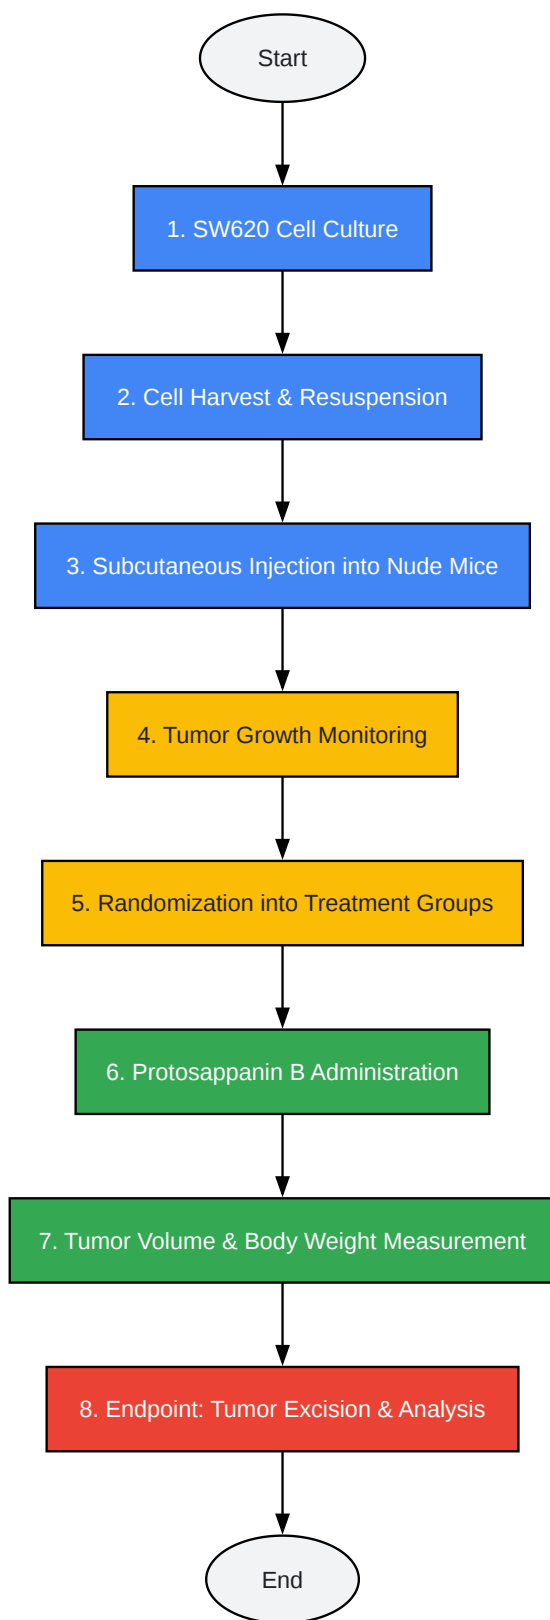 Start
1. SW620 Cell Culture
2. Cell Harvest & Resuspension
3. Subcutaneous Injection into Nude Mice
4. Tumor Growth Monitoring
5. Randomization into Treatment Groups
6. Protosappanin B Administration
7. Tumor Volume & Body Weight Measurement
8. Endpoint: Tumor Excision & Analysis
End